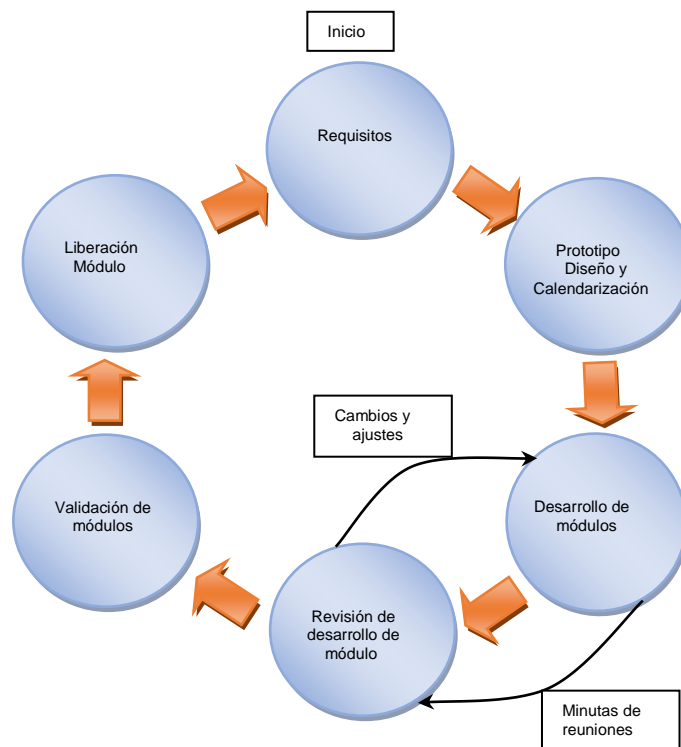 Inicio
Requisitos
Liberación
Módulo
Prototipo
Diseño y
Calendarización
Cambios y
ajustes
Validación de
módulos
Desarrollo de
módulos
Revisión de
desarrollo de
módulo
Minutas de
reuniones